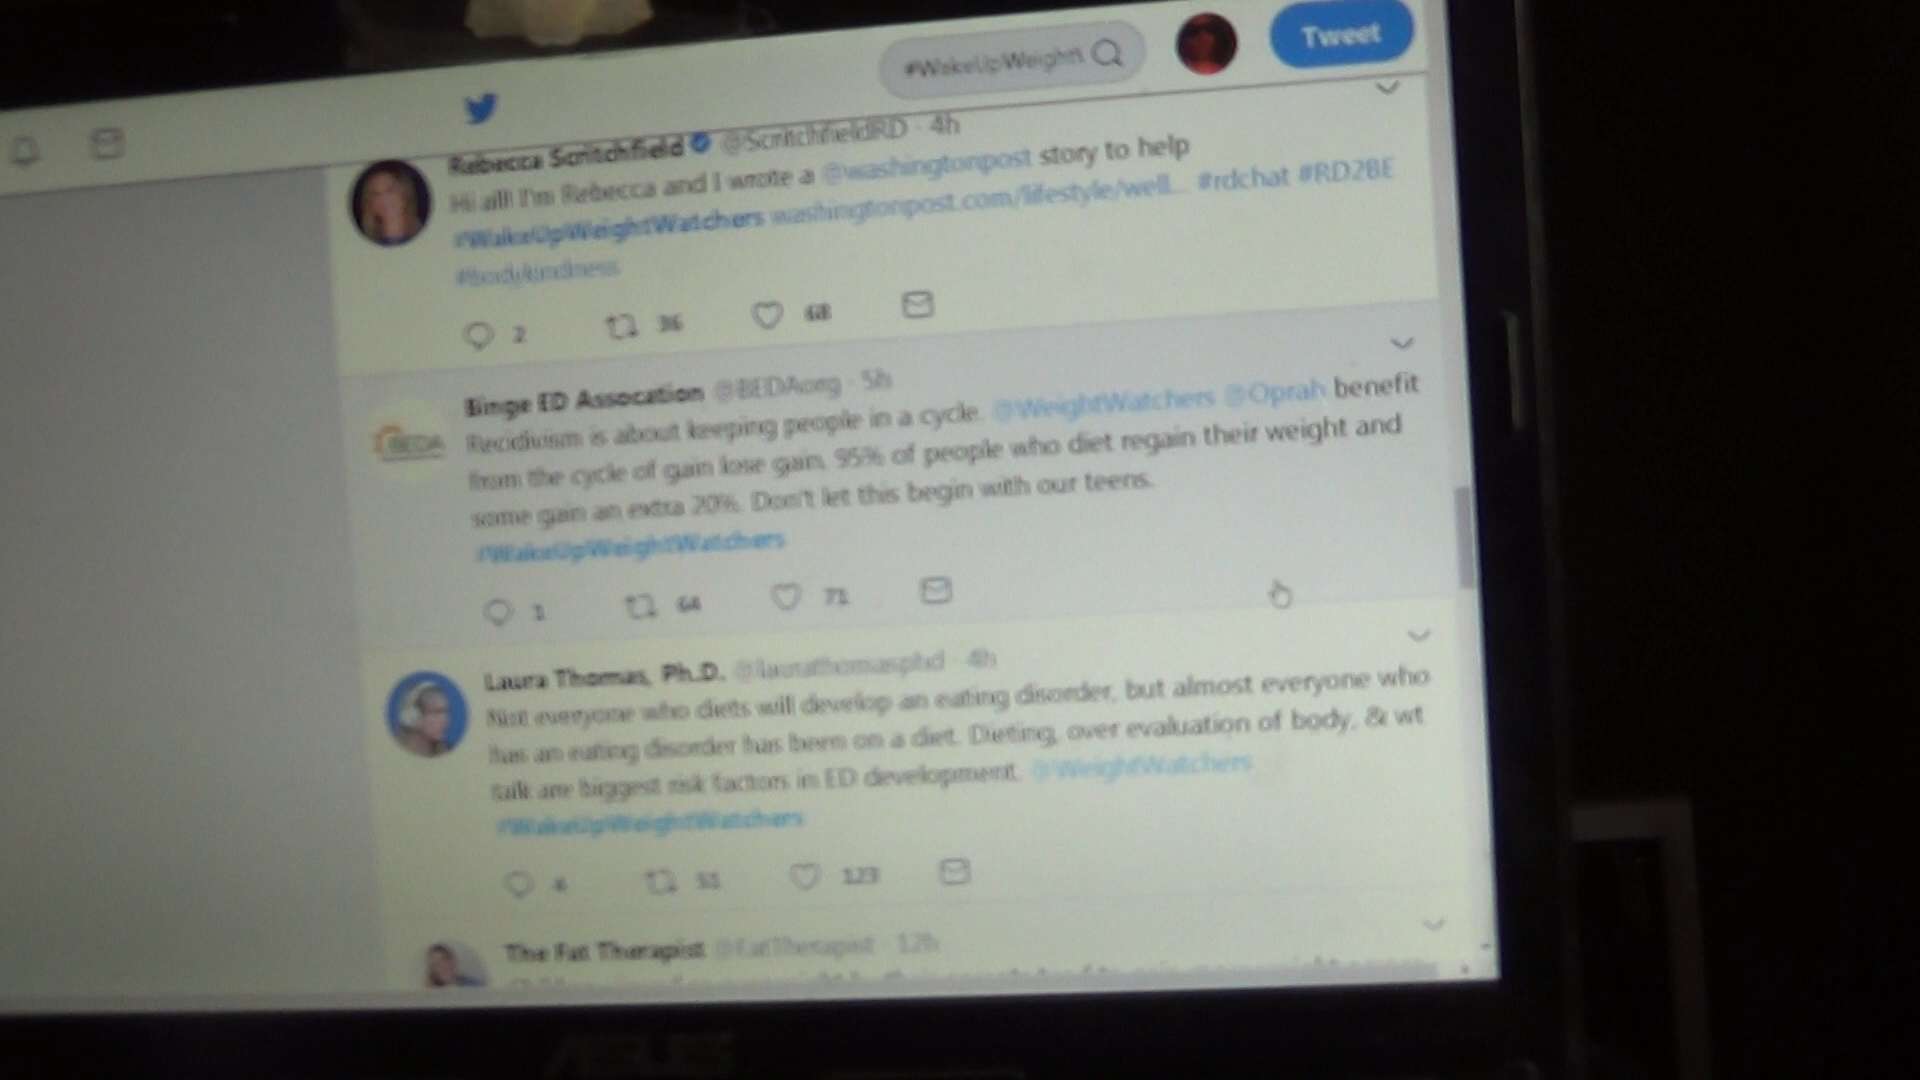 #WakeUpWeight
Tweet
Rebecca Scritchfield @ScritchfieldRD · 4h
Hi all! I'm Rebecca and I wrote a @washingtonpost story to help
#WakeUpWeightWatchers washingtonpost.com/lifestyle/well... #rdchat #RD2BE
#bodykindness
2 36 68
Binge ED Assocation @BEDAorg · 5h
BEDA
Recidivism is about keeping people in a cycle. @WeightWatchers @Oprah benefit
from the cycle of gain lose gain. 95% of people who diet regain their weight and
some gain an extra 20%. Don't let this begin with our teens.
#WakeUpWeightWatchers
1 64 71
Laura Thomas, Ph.D. @laurathomasphd · 4h
Not everyone who diets will develop an eating disorder, but almost everyone who
has an eating disorder has been on a diet. Dieting, over evaluation of body, & wt
talk are biggest risk factors in ED development. @WeightWatchers
#WakeUpWeightWatchers
4 123
The Fat Therapist @FatTherapist · 12h
ASUS